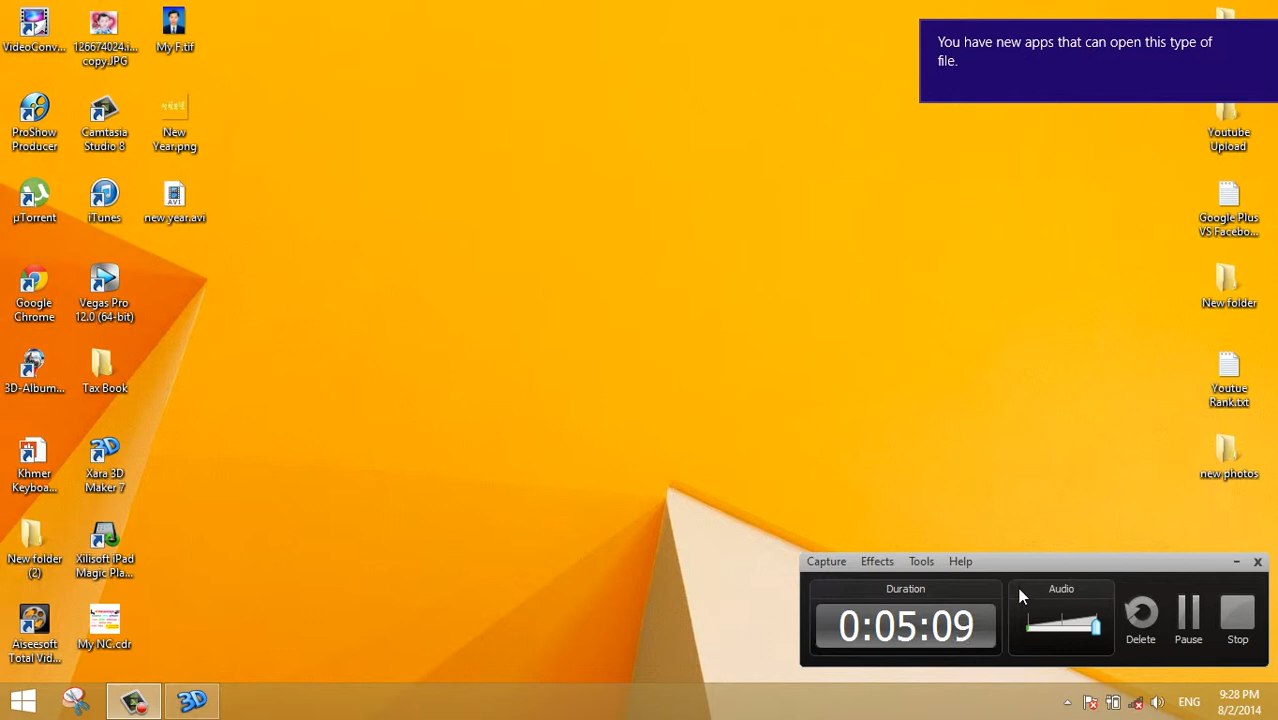 VideoConv...
126674024.i...
copy.JPG
My F.tif
ProShow
Producer
Camtasia
Studio 8
New
Year.png
µTorrent
iTunes
new year.avi
AVI
Google
Chrome
Vegas Pro
12.0 (64-bit)
3D-Album...
Tax Book
Khmer
Keyboa...
Xara 3D
Maker 7
New folder
(2)
Xilisoft iPad
Magic Pla...
Aiseesoft
Total Vid...
My NC.cdr
You have new apps that can open this type of
file.
Youtube
Upload
Google Plus
VS Facebo...
New folder
Youtue
Rank.txt
new photos
Capture Effects Tools Help
Duration
0:05:09
Audio
Delete
Pause
Stop
3D
ENG
9:28 PM
8/2/2014